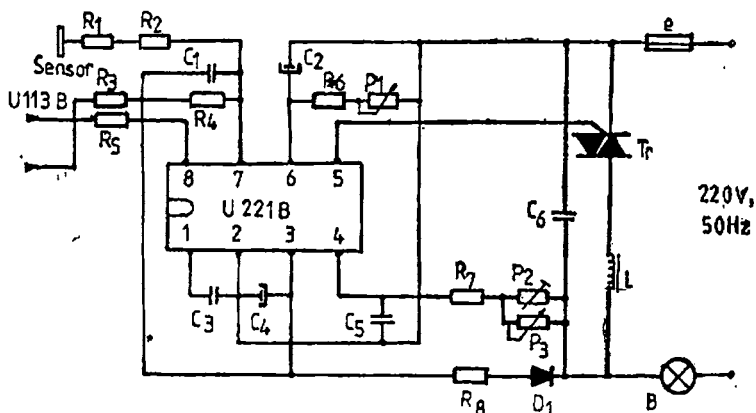 R1 R2 e
Sensor C1 C2
R3 R6 P1
U113 B R4
R5 Tr
8 7 6 5
U 221 B C6 220V,
50Hz
1 2 3 4
R7 P2 L
C3 C4 C5 P3
R8 D1 B